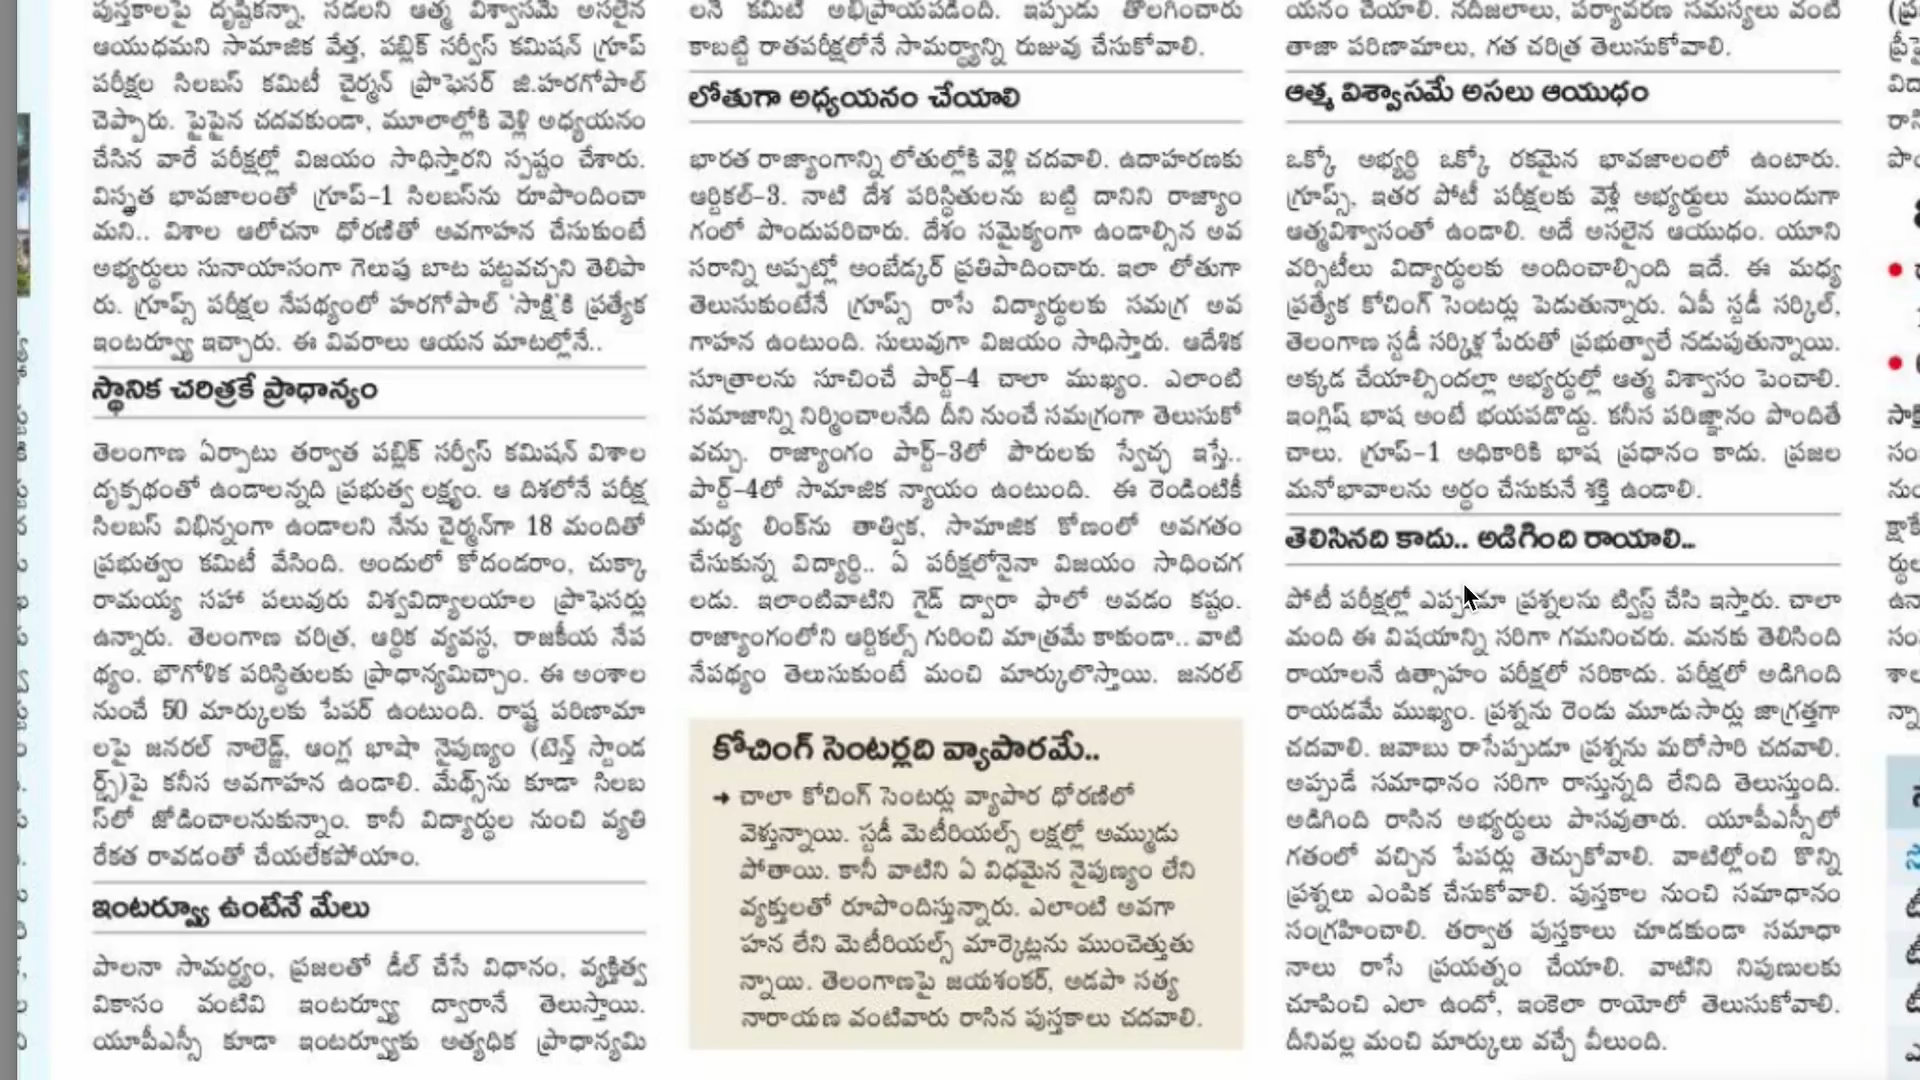 పుస్తకాలపై దృష్టికన్నా, సడలని ఆత్మ విశ్వాసమే అసలైన
ఆయుధమని సామాజిక వేత్త, పబ్లిక్ సర్వీస్ కమిషన్ గ్రూప్
పరీక్షల సిలబస్ కమిటీ చైర్మన్ ప్రొఫెసర్ జి.హరగోపాల్
చెప్పారు. పైపైన చదవకుండా, మూలాల్లోకి వెళ్లి అధ్యయనం
చేసిన వారే పరీక్షల్లో విజయం సాధిస్తారని స్పష్టం చేశారు.
విస్తృత భావజాలంతో గ్రూప్-1 సిలబస్‌ను రూపొందించా
మని.. విశాల ఆలోచనా ధోరణితో అవగాహన చేసుకుంటే
అభ్యర్థులు సునాయాసంగా గెలుపు బాట పట్టవచ్చని తెలిపా
రు. గ్రూప్స్ పరీక్షల నేపథ్యంలో హరగోపాల్ 'సాక్షి'కి ప్రత్యేక
ఇంటర్వ్యూ ఇచ్చారు. ఈ వివరాలు ఆయన మాటల్లోనే..
స్థానిక చరిత్రకే ప్రాధాన్యం
తెలంగాణ ఏర్పాటు తర్వాత పబ్లిక్ సర్వీస్ కమిషన్ విశాల
దృక్పథంతో ఉండాలన్నది ప్రభుత్వ లక్ష్యం. ఆ దిశలోనే పరీక్ష
సిలబస్ విభిన్నంగా ఉండాలని నేను చైర్మన్‌గా 18 మందితో
ప్రభుత్వం కమిటీ వేసింది. అందులో కోదండరాం, చుక్కా
రామయ్య సహా పలువురు విశ్వవిద్యాలయాల ప్రొఫెసర్లు
ఉన్నారు. తెలంగాణ చరిత్ర, ఆర్థిక వ్యవస్థ, రాజకీయ నేప
థ్యం. భౌగోళిక పరిస్థితులకు ప్రాధాన్యమిచ్చాం. ఈ అంశాల
నుంచే 50 మార్కులకు పేపర్ ఉంటుంది. రాష్ట్ర పరిణామా
లపై జనరల్ నాలెడ్జ్, ఆంగ్ల భాషా నైపుణ్యం (టెన్త్ స్టాండ
ర్డ్స్)పై కనీస అవగాహన ఉండాలి. మేథ్స్‌ను కూడా సిలబ
స్‌లో జోడించాలనుకున్నాం. కానీ విద్యార్థుల నుంచి వ్యతి
రేకత రావడంతో చేయలేకపోయాం.
ఇంటర్వ్యూ ఉంటేనే మేలు
పాలనా సామర్థ్యం, ప్రజలతో డీల్ చేసే విధానం, వ్యక్తిత్వ
వికాసం వంటివి ఇంటర్వ్యూ ద్వారానే తెలుస్తాయి.
యూపీఎస్సీ కూడా ఇంటర్వ్యూకు అత్యధిక ప్రాధాన్యమి
లనే కమిటీ అభిప్రాయపడింది. ఇప్పుడు తొలగించారు
కాబట్టి రాతపరీక్షలోనే సామర్థ్యాన్ని రుజువు చేసుకోవాలి.
లోతుగా అధ్యయనం చేయాలి
భారత రాజ్యాంగాన్ని లోతుల్లోకి వెళ్లి చదవాలి. ఉదాహరణకు
ఆర్టికల్-3. నాటి దేశ పరిస్థితులను బట్టి దానిని రాజ్యాం
గంలో పొందుపరిచారు. దేశం సమైక్యంగా ఉండాల్సిన అవ
సరాన్ని అప్పట్లో అంబేడ్కర్ ప్రతిపాదించారు. ఇలా లోతుగా
తెలుసుకుంటేనే గ్రూప్స్ రాసే విద్యార్థులకు సమగ్ర అవ
గాహన ఉంటుంది. సులువుగా విజయం సాధిస్తారు. ఆదేశిక
సూత్రాలను సూచించే పార్ట్-4 చాలా ముఖ్యం. ఎలాంటి
సమాజాన్ని నిర్మించాలనేది దీని నుంచే సమగ్రంగా తెలుసుకో
వచ్చు. రాజ్యాంగం పార్ట్-3లో పౌరులకు స్వేచ్ఛ ఇస్తే..
పార్ట్-4లో సామాజిక న్యాయం ఉంటుంది. ఈ రెండింటికీ
మధ్య లింక్‌ను తాత్విక, సామాజిక కోణంలో అవగతం
చేసుకున్న విద్యార్థి.. ఏ పరీక్షలోనైనా విజయం సాధించగ
లడు. ఇలాంటివాటిని గైడ్ ద్వారా ఫాలో అవడం కష్టం.
రాజ్యాంగంలోని ఆర్టికల్స్ గురించి మాత్రమే కాకుండా.. వాటి
నేపథ్యం తెలుసుకుంటే మంచి మార్కులొస్తాయి. జనరల్
కోచింగ్ సెంటర్లది వ్యాపారమే..
➜ చాలా కోచింగ్ సెంటర్లు వ్యాపార ధోరణిలో
వెళ్తున్నాయి. స్టడీ మెటీరియల్స్ లక్షల్లో అమ్ముడు
పోతాయి. కానీ వాటిని ఏ విధమైన నైపుణ్యం లేని
వ్యక్తులతో రూపొందిస్తున్నారు. ఎలాంటి అవగా
హన లేని మెటీరియల్స్ మార్కెట్లను ముంచెత్తుతు
న్నాయి. తెలంగాణపై జయశంకర్, అడపా సత్య
నారాయణ వంటివారు రాసిన పుస్తకాలు చదవాలి.
యనం చేయాలి. నదీజలాలు, పర్యావరణ సమస్యలు వంటి
తాజా పరిణామాలు, గత చరిత్ర తెలుసుకోవాలి.
ఆత్మ విశ్వాసమే అసలు ఆయుధం
ఒక్కో అభ్యర్థి ఒక్కో రకమైన భావజాలంలో ఉంటారు.
గ్రూప్స్, ఇతర పోటీ పరీక్షలకు వెళ్లే అభ్యర్థులు ముందుగా
ఆత్మవిశ్వాసంతో ఉండాలి. అదే అసలైన ఆయుధం. యూని
వర్సిటీలు విద్యార్థులకు అందించాల్సింది ఇదే. ఈ మధ్య
ప్రత్యేక కోచింగ్ సెంటర్లు పెడుతున్నారు. ఏపీ స్టడీ సర్కిల్,
తెలంగాణ స్టడీ సర్కిళ్ల పేరుతో ప్రభుత్వాలే నడుపుతున్నాయి.
అక్కడ చేయాల్సిందల్లా అభ్యర్థుల్లో ఆత్మ విశ్వాసం పెంచాలి.
ఇంగ్లిష్ భాష అంటే భయపడొద్దు. కనీస పరిజ్ఞానం పొందితే
చాలు. గ్రూప్-1 అధికారికి భాష ప్రధానం కాదు. ప్రజల
మనోభావాలను అర్థం చేసుకునే శక్తి ఉండాలి.
తెలిసినది కాదు.. అడిగింది రాయాలి..
పోటీ పరీక్షల్లో ప్రశ్నలను ట్విస్ట్ చేసి ఇస్తారు. చాలా
మంది ఈ విషయాన్ని సరిగా గమనించరు. మనకు తెలిసింది
రాయాలనే ఉత్సాహం పరీక్షలో సరికాదు. పరీక్షలో అడిగింది
రాయడమే ముఖ్యం. ప్రశ్నను రెండు మూడుసార్లు జాగ్రత్తగా
చదవాలి. జవాబు రాసేప్పుడూ ప్రశ్నను మరోసారి చదవాలి.
అప్పుడే సమాధానం సరిగా రాస్తున్నది లేనిది తెలుస్తుంది.
అడిగింది రాసిన అభ్యర్థులు పాసవుతారు. యూపీఎస్సీలో
గతంలో వచ్చిన పేపర్లు తెచ్చుకోవాలి. వాటిల్లోంచి కొన్ని
ప్రశ్నలు ఎంపిక చేసుకోవాలి. పుస్తకాల నుంచి సమాధానం
సంగ్రహించాలి. తర్వాత పుస్తకాలు చూడకుండా సమాధా
నాలు రాసే ప్రయత్నం చేయాలి. వాటిని నిపుణులకు
చూపించి ఎలా ఉందో, ఇంకెలా రాయోలో తెలుసుకోవాలి.
దీనివల్ల మంచి మార్కులు వచ్చే వీలుంది.